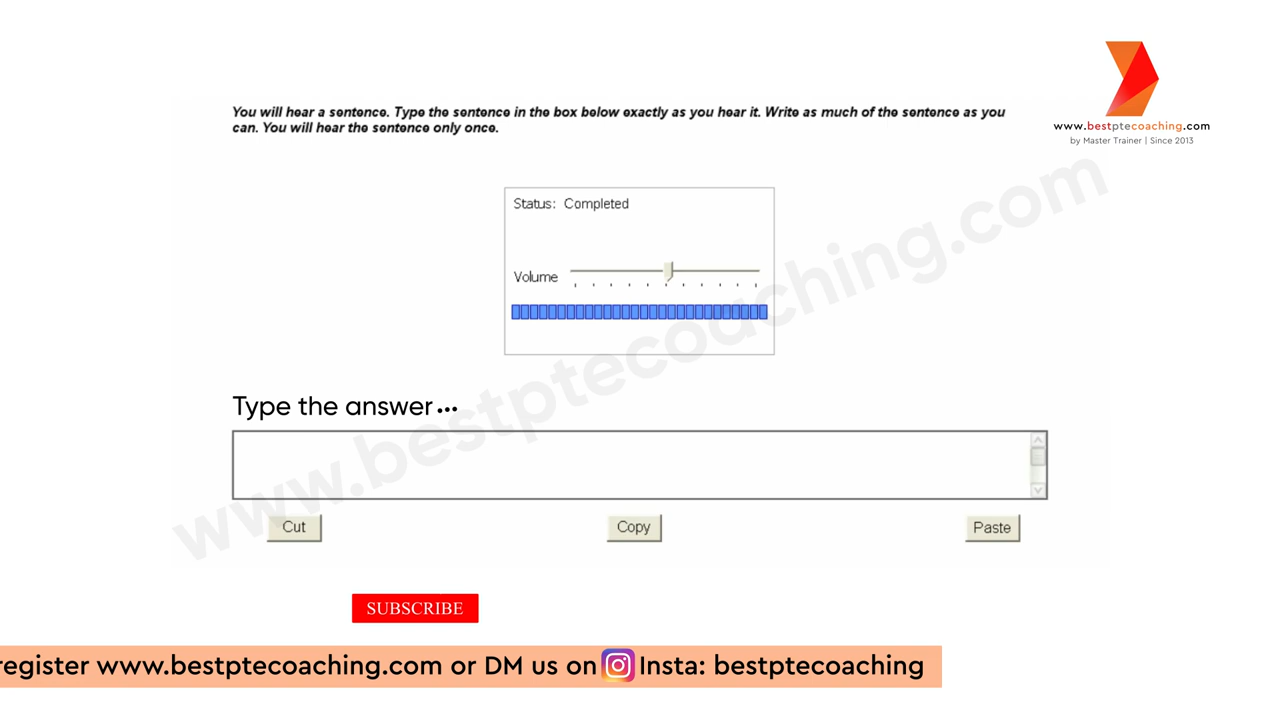 www.bestptecoaching.com
by Master Trainer | Since 2013
You will hear a sentence. Type the sentence in the box below exactly as you hear it. Write as much of the sentence as you
can. You will hear the sentence only once.
Status: Completed
Volume
www.bestptecoaching.com
Type the answer...
Cut Copy Paste
SUBSCRIBE
register www.bestptecoaching.com or DM us on Insta: bestptecoaching